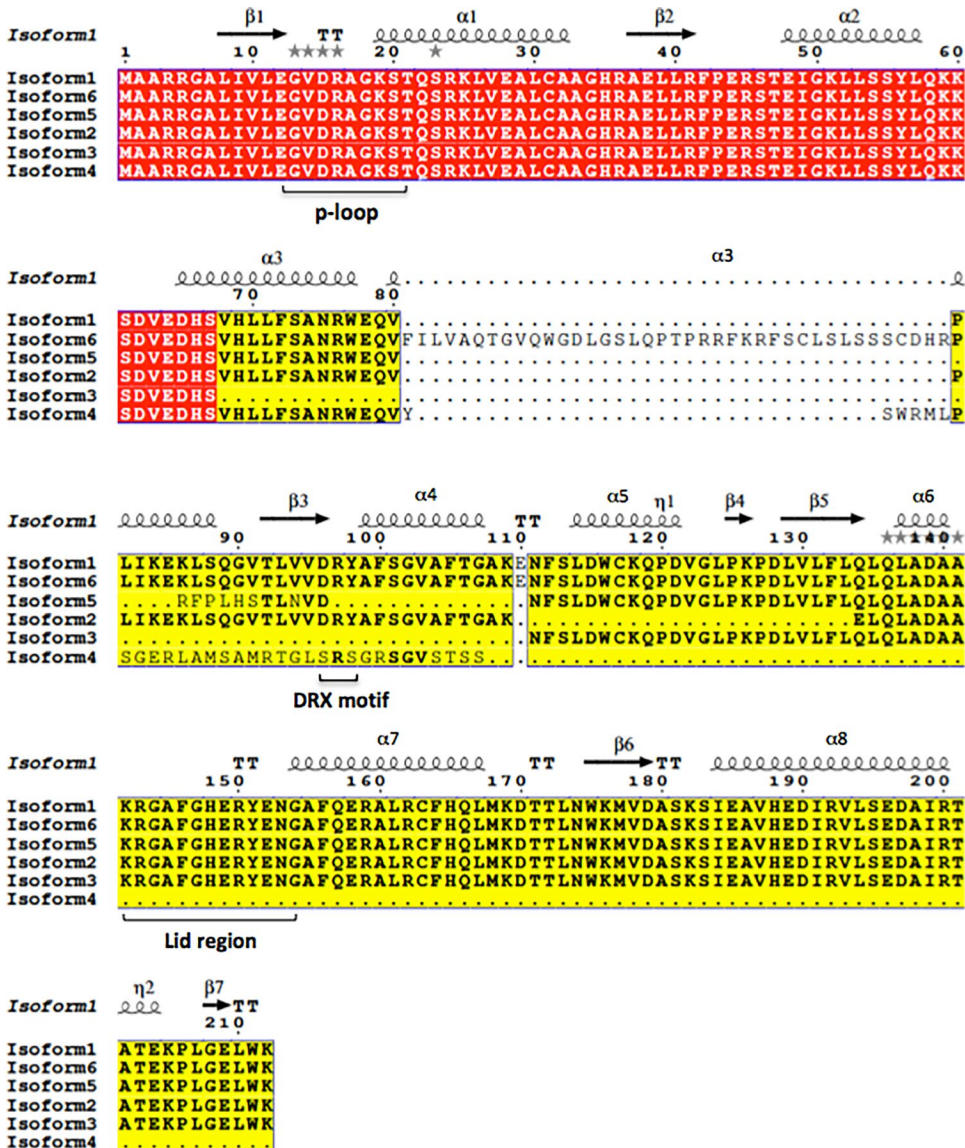 β1 TT α1 β2 α2
Isoform1
1 10 20 30 40 50 60
Isoform1 MAARRGALIVLEGVDRAGKSTQSRKLVEALCAAGHRAELLRFPERSTEIGKLLSSYLQKK
Isoform6 MAARRGALIVLEGVDRAGKSTQSRKLVEALCAAGHRAELLRFPERSTEIGKLLSSYLQKK
Isoform5 MAARRGALIVLEGVDRAGKSTQSRKLVEALCAAGHRAELLRFPERSTEIGKLLSSYLQKK
Isoform2 MAARRGALIVLEGVDRAGKSTQSRKLVEALCAAGHRAELLRFPERSTEIGKLLSSYLQKK
Isoform3 MAARRGALIVLEGVDRAGKSTQSRKLVEALCAAGHRAELLRFPERSTEIGKLLSSYLQKK
Isoform4 MAARRGALIVLEGVDRAGKSTQSRKLVEALCAAGHRAELLRFPERSTEIGKLLSSYLQKK
p-loop
α3 α3
Isoform1 .......................................
70 80
Isoform1 SDVEDHSVHLLFSANRWEQV.......................................P
Isoform6 SDVEDHSVHLLFSANRWEQVFILVAQTGVQWGDLGSLQPTPRRFKRFSCLSLSSSCDHRP
Isoform5 SDVEDHSVHLLFSANRWEQV........................................
Isoform2 SDVEDHSVHLLFSANRWEQV.......................................P
Isoform3 SDVEDHS.....................................................
Isoform4 SDVEDHSVHLLFSANRWEQVY.................................SWRMLP
β3 α4 α5 η1 β4 β5 α6
Isoform1 TT
90 100 110 120 130 140
Isoform1 LIKEKLSQGVTLVVDRYAFSGVAFTGAKENFSLDWCKQPDVGLPKPDLVLFLQLQLADAA
Isoform6 LIKEKLSQGVTLVVDRYAFSGVAFTGAKENFSLDWCKQPDVGLPKPDLVLFLQLQLADAA
Isoform5 ....RFPLHSTLNVD..............NFSLDWCKQPDVGLPKPDLVLFLQLQLADAA
Isoform2 LIKEKLSQGVTLVVDRYAFSGVAFTGAK........................ELQLADAA
Isoform3 .............................NFSLDWCKQPDVGLPKPDLVLFLQLQLADAA
Isoform4 SGERLAMSAMRTGLSRSGRSGVSTSS..................................
DRX motif
α7 β6 α8
Isoform1 TT TT TT
150 160 170 180 190 200
Isoform1 KRGAFGHERYENGAFQERALRCFHQLMKDTTLNWKMVDASKSIEAVHEDIRVLSEDAIRT
Isoform6 KRGAFGHERYENGAFQERALRCFHQLMKDTTLNWKMVDASKSIEAVHEDIRVLSEDAIRT
Isoform5 KRGAFGHERYENGAFQERALRCFHQLMKDTTLNWKMVDASKSIEAVHEDIRVLSEDAIRT
Isoform2 KRGAFGHERYENGAFQERALRCFHQLMKDTTLNWKMVDASKSIEAVHEDIRVLSEDAIRT
Isoform3 KRGAFGHERYENGAFQERALRCFHQLMKDTTLNWKMVDASKSIEAVHEDIRVLSEDAIRT
Isoform4 ............................................................
Lid region
η2 β7
Isoform1 TT
210
Isoform1 ATEKPLGELWK
Isoform6 ATEKPLGELWK
Isoform5 ATEKPLGELWK
Isoform2 ATEKPLGELWK
Isoform3 ATEKPLGELWK
Isoform4 ...........